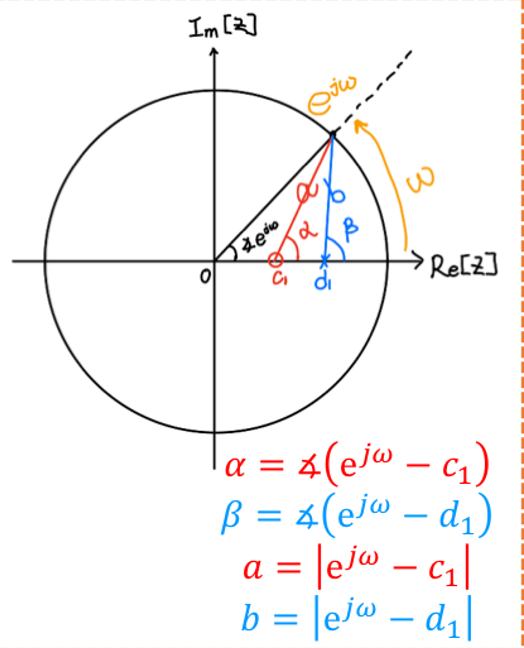 Im[z]
e^{jω}
ω
a
b
∡e^{jω}
α
β
0
c₁
d₁
Re[z]
α = ∡(e^{jω} − c₁)
β = ∡(e^{jω} − d₁)
a = |e^{jω} − c₁|
b = |e^{jω} − d₁|